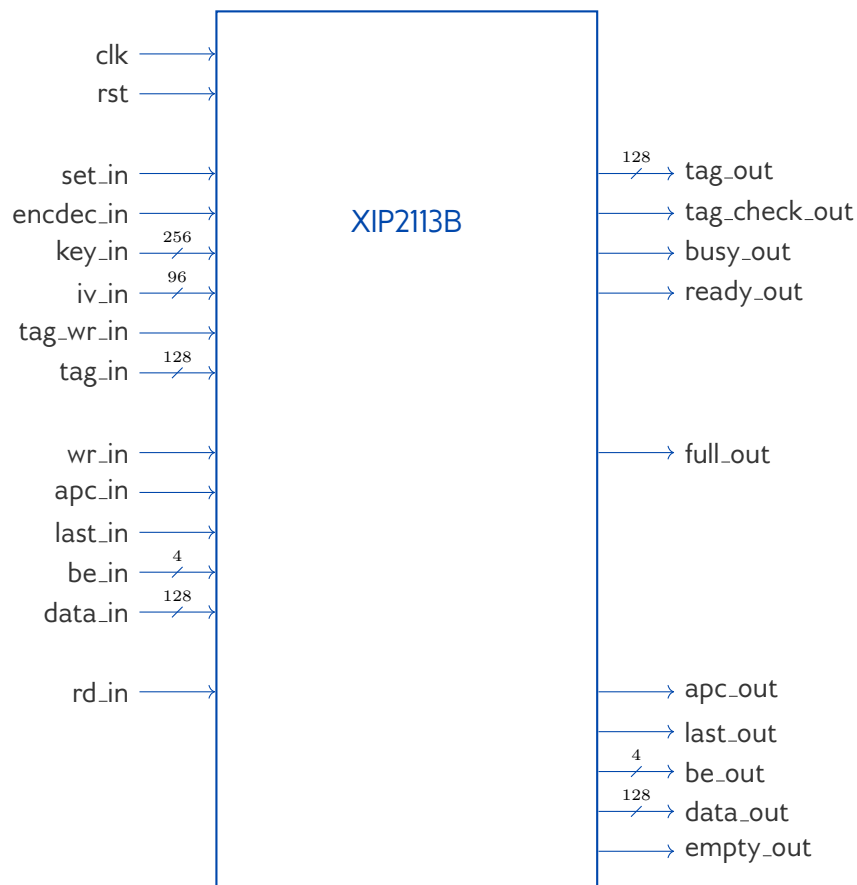 clk
rst
set_in
encdec_in
256
key_in
96
iv_in
tag_wr_in
128
tag_in
wr_in
apc_in
last_in
4
be_in
128
data_in
rd_in
XIP2113B
128
tag_out
tag_check_out
busy_out
ready_out
full_out
apc_out
last_out
4
be_out
128
data_out
empty_out